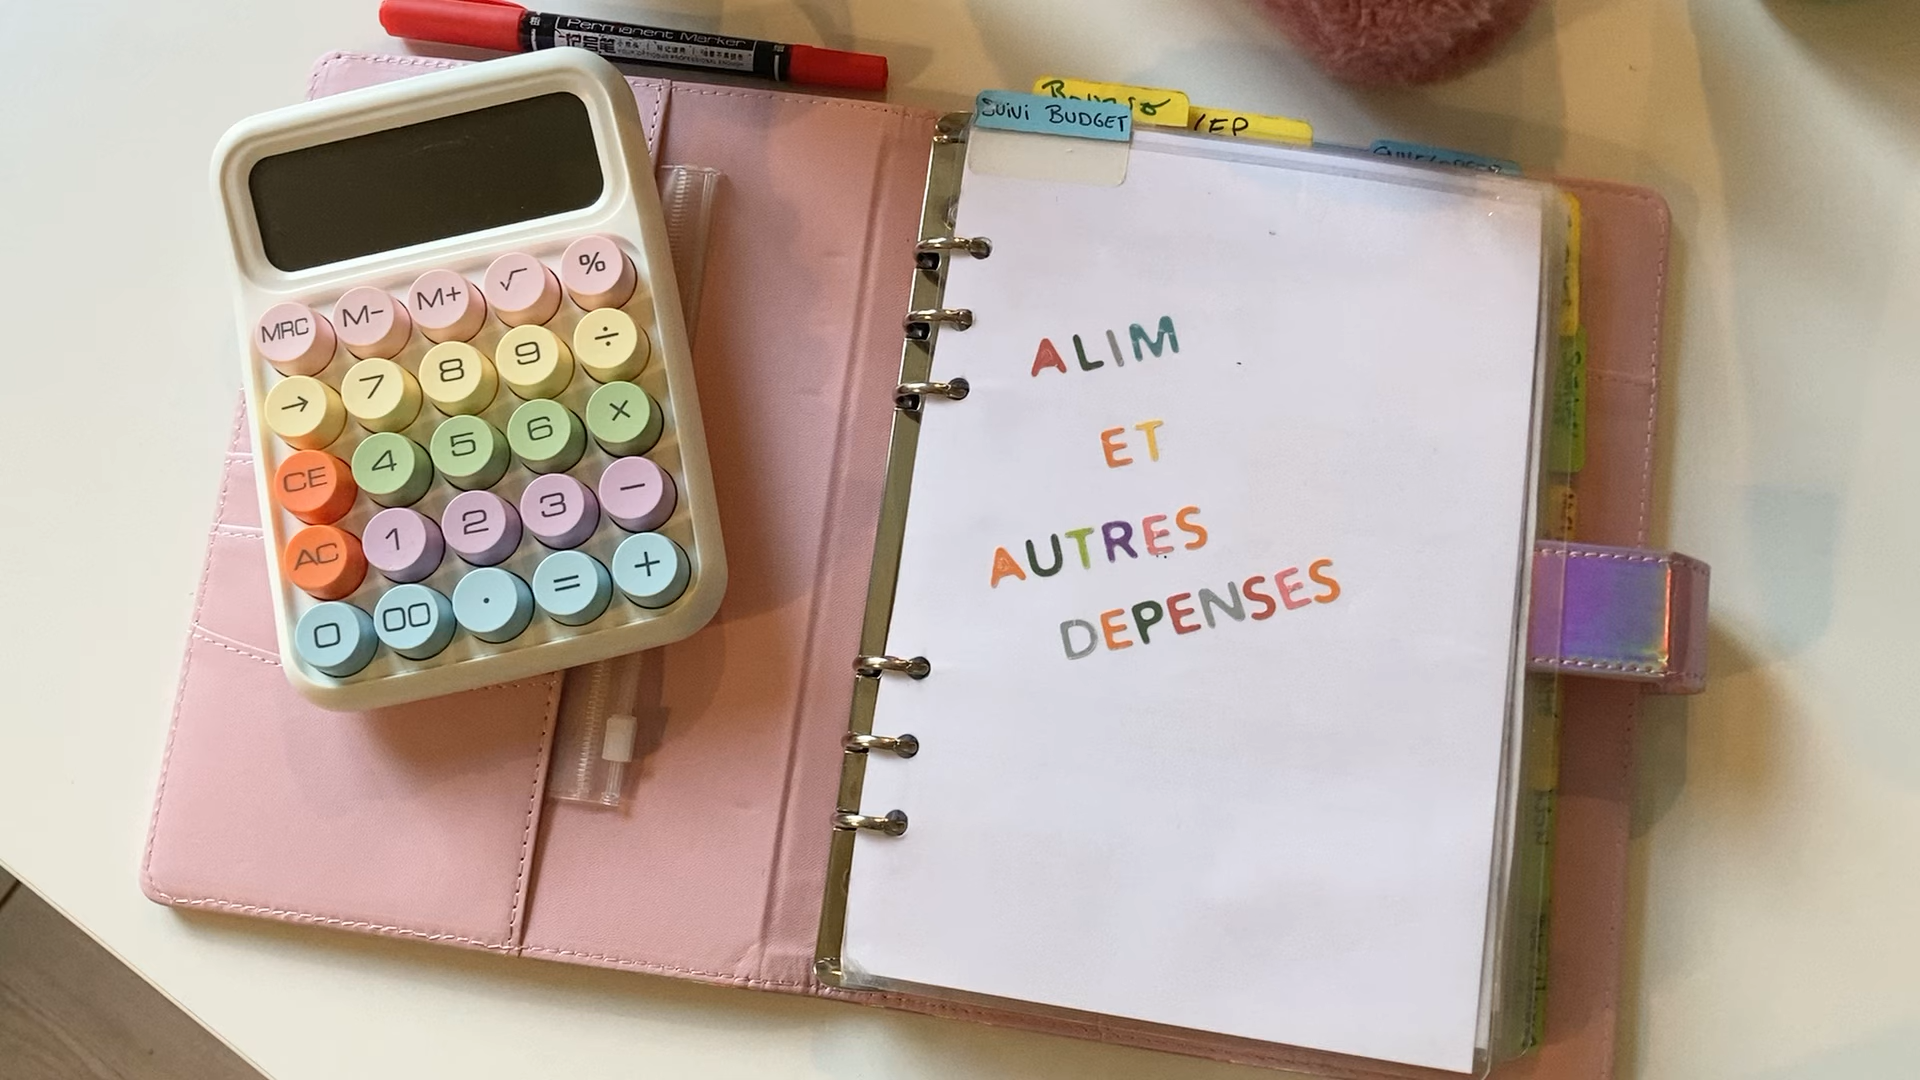 Permanent Marker
SUIVI BUDGET
MRC M- M+ √ %
→ 7 8 9 ÷
CE 4 5 6 ×
AC 1 2 3 −
0 00 . = +
ALIM
ET
AUTRES
DEPENSES